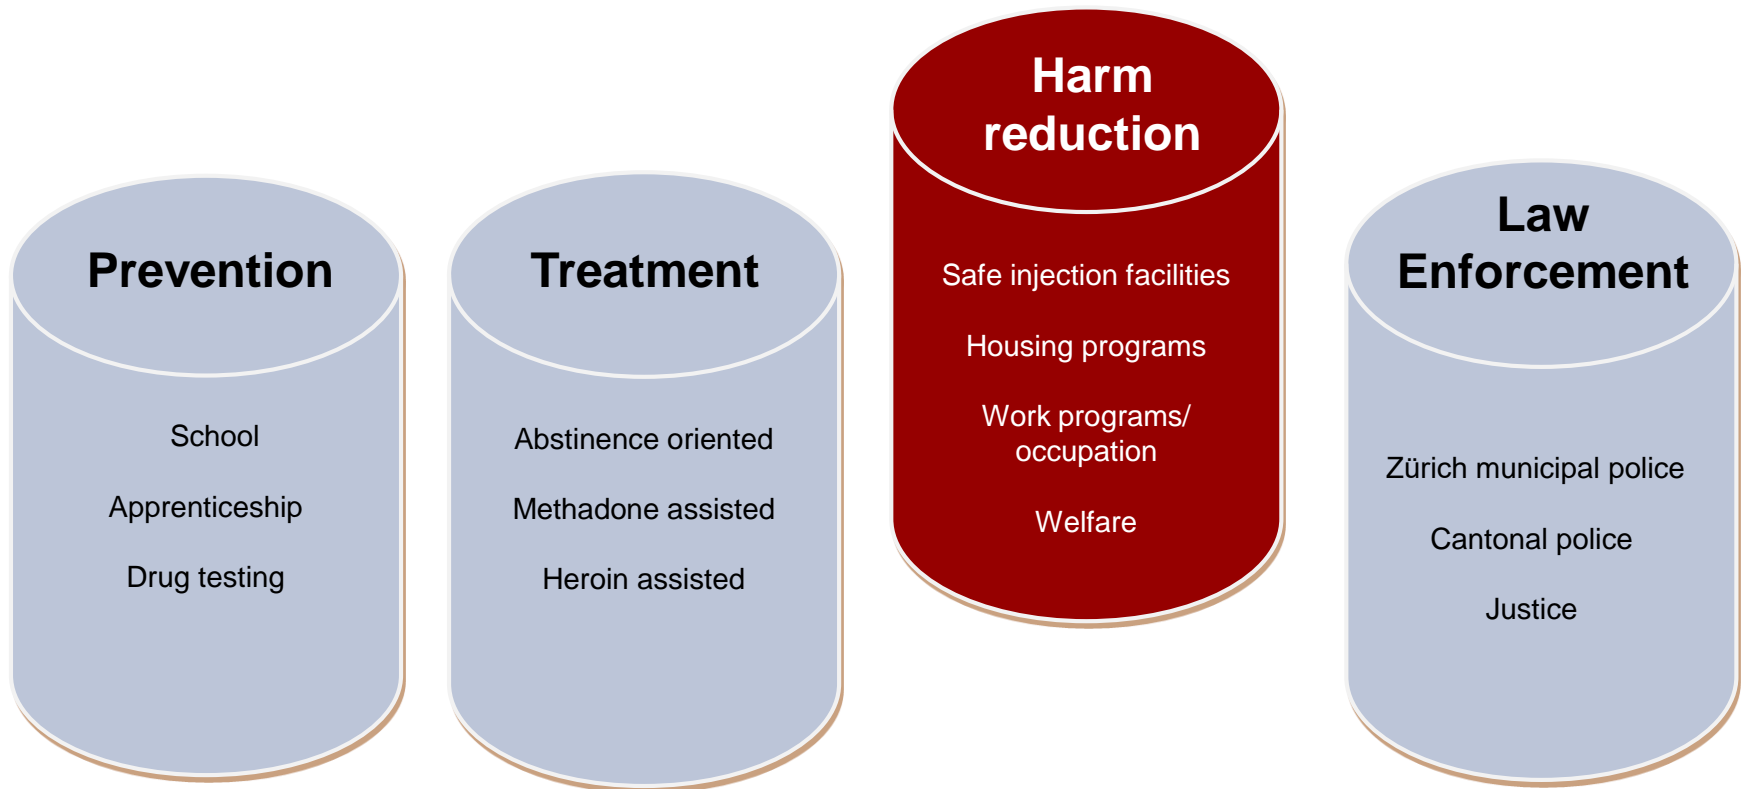 Prevention
School
Apprenticeship
Drug testing
Treatment
Abstinence oriented
Methadone assisted
Heroin assisted
Harm
reduction
Safe injection facilities
Housing programs
Work programs/
occupation
Welfare
Law
Enforcement
Zürich municipal police
Cantonal police
Justice